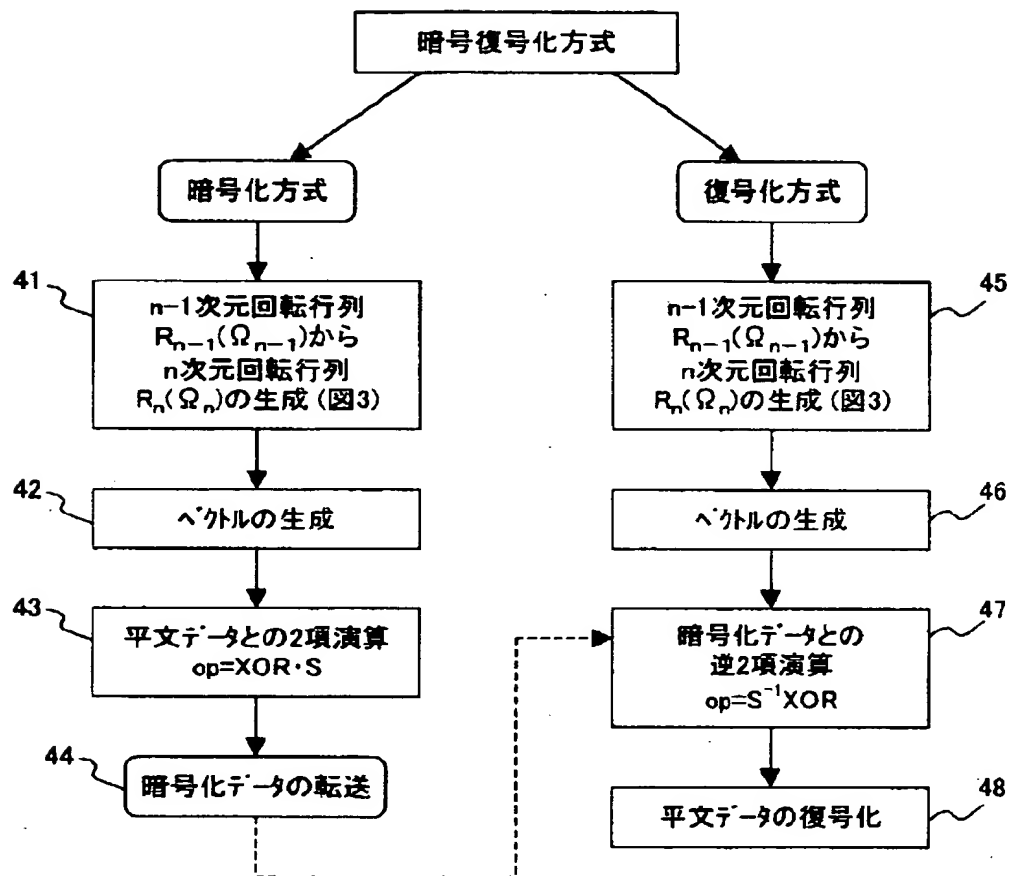 暗号復号化方式
暗号化方式
41
n-1次元回転行列
Rn-1(Ωn-1)から
n次元回転行列
Rn(Ωn)の生成(図3)
42
ベクトルの生成
43
平文データとの2項演算
op=XOR・S
44
暗号化データの転送
復号化方式
45
n-1次元回転行列
Rn-1(Ωn-1)から
n次元回転行列
Rn(Ωn)の生成(図3)
46
ベクトルの生成
47
暗号化データとの
逆2項演算
op=S⁻¹XOR
48
平文データの復号化